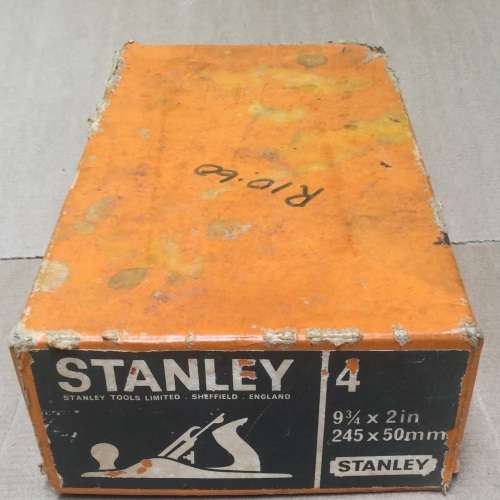 R10.60
STANLEY
STANLEY TOOLS LIMITED . SHEFFIELD . ENGLAND
4
9¾ x 2in
245 x 50mm
STANLEY